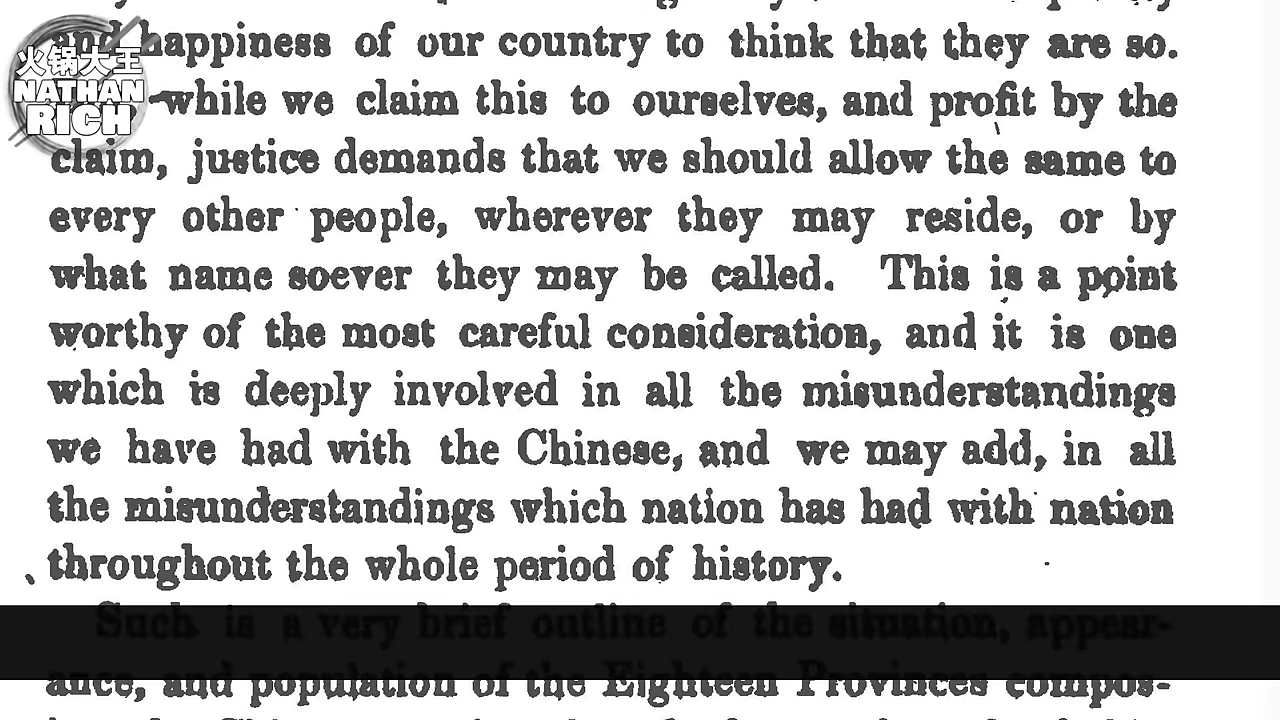 火锅大王
NATHAN
RICH
and happiness of our country to think that they are so.
while we claim this to ourselves, and profit by the
claim, justice demands that we should allow the same to
every other people, wherever they may reside, or by
what name soever they may be called. This is a point
worthy of the most careful consideration, and it is one
which is deeply involved in all the misunderstandings
we have had with the Chinese, and we may add, in all
the misunderstandings which nation has had with nation
throughout the whole period of history.
Such is a very brief outline of the situation, appear-
ance, and population of the Eighteen Provinces compos-